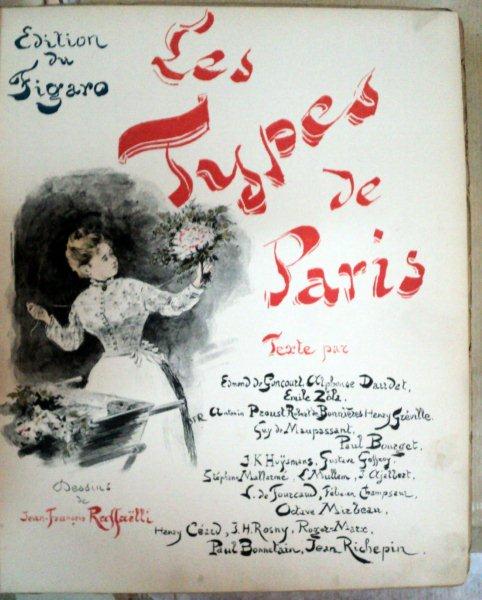 Edition
du
Figaro
Les
Types
de
Paris
Texte par
Edmond de Goncourt, Alphonse Daudet,
Emile Zola,
Antonin Proust, Robert de Bonnières, Henry Gréville,
Guy de Maupassant,
Paul Bourget,
J. K. Huÿsmans, Gustave Geffroy,
Stéphane Mallarmé, L. Mullem, J. Ajalbert,
L. de Fourcaud, Félicien Champsaur,
Octave Mirbeau,
Henry Céard, J. H. Rosny, Roger-Marx,
Paul Bonnetain, Jean Richepin.
Dessins
de
Jean-François Raffaëlli